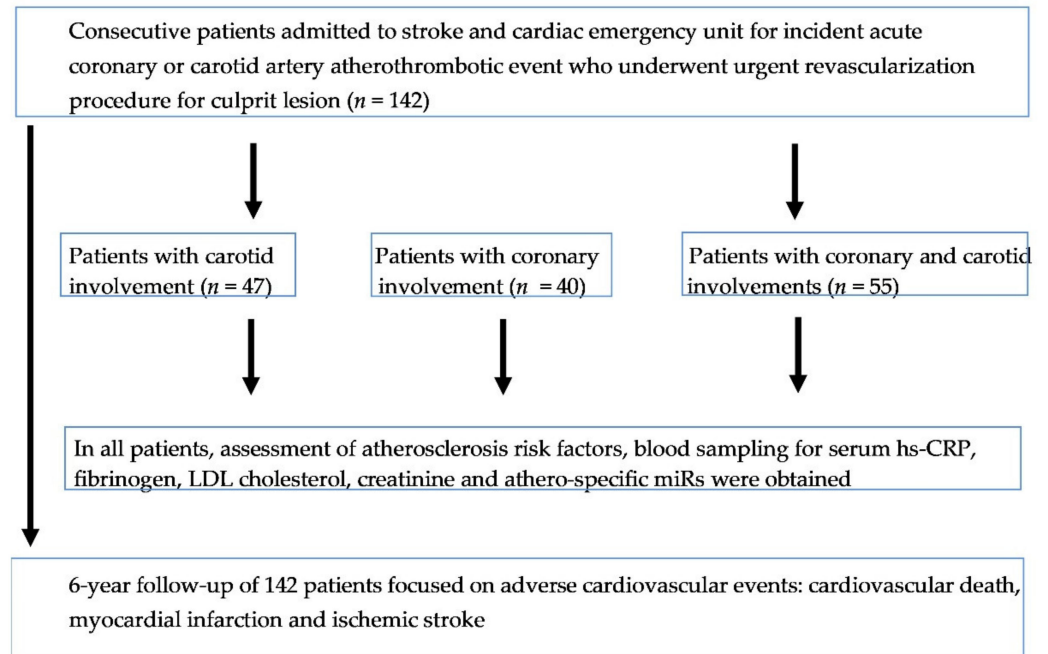 Consecutive patients admitted to stroke and cardiac emergency unit for incident acute
coronary or carotid artery atherothrombotic event who underwent urgent revascularization
procedure for culprit lesion (n = 142)
Patients with carotid
involvement (n = 47)
Patients with coronary
involvement (n = 40)
Patients with coronary and carotid
involvements (n = 55)
In all patients, assessment of atherosclerosis risk factors, blood sampling for serum hs-CRP,
fibrinogen, LDL cholesterol, creatinine and athero-specific miRs were obtained
6-year follow-up of 142 patients focused on adverse cardiovascular events: cardiovascular death,
myocardial infarction and ischemic stroke